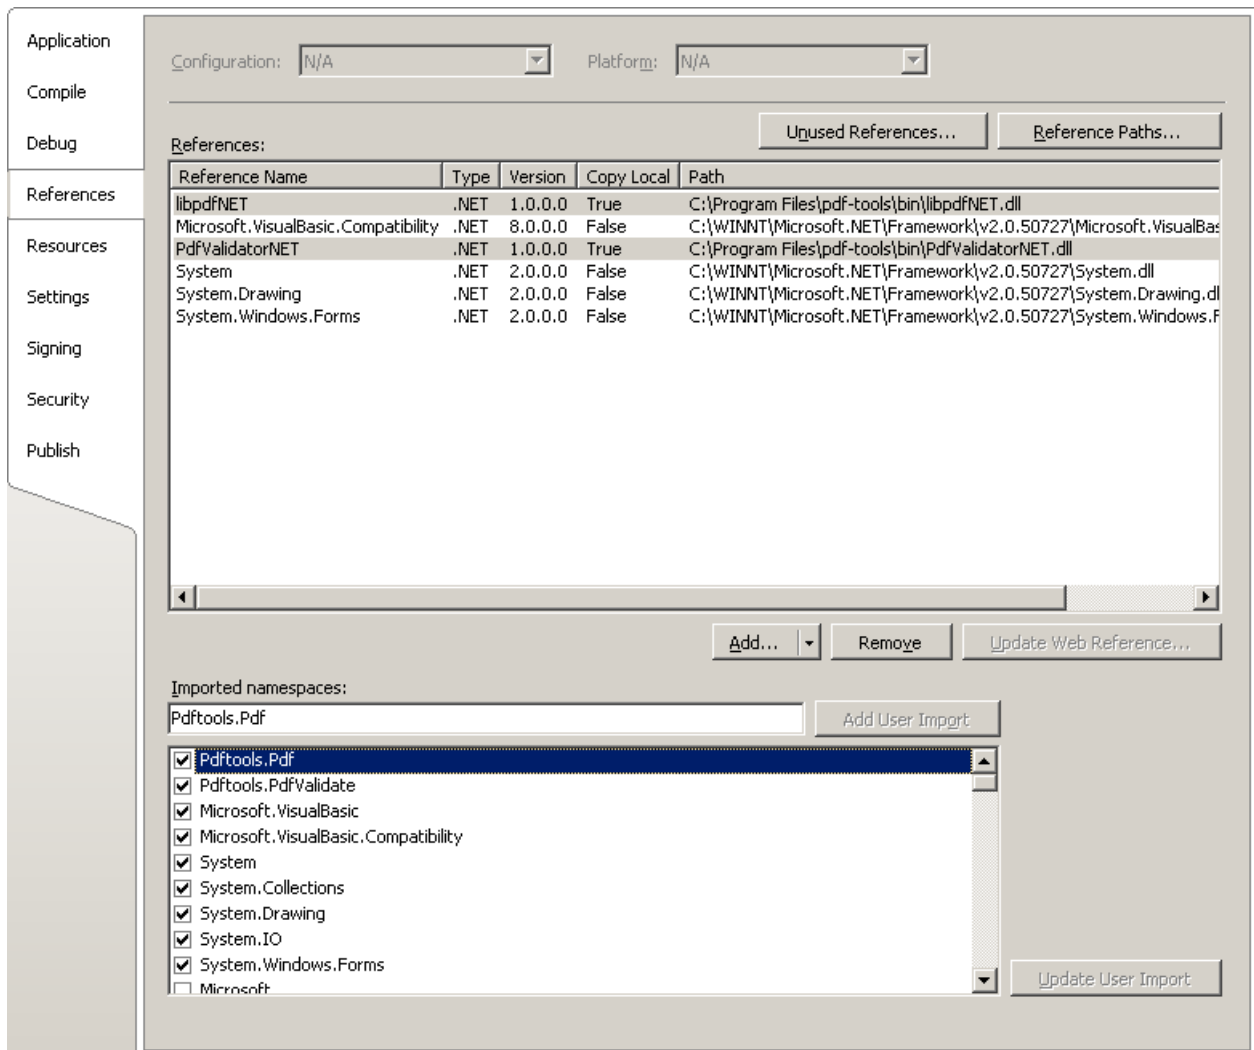 Application
Compile
Debug
References
Resources
Settings
Signing
Security
Publish
Configuration: N/A Platform: N/A
Unused References... Reference Paths...
References:
Reference Name Type Version Copy Local Path
libpdfNET .NET 1.0.0.0 True C:\Program Files\pdf-tools\bin\libpdfNET.dll
Microsoft.VisualBasic.Compatibility .NET 8.0.0.0 False C:\WINNT\Microsoft.NET\Framework\v2.0.50727\Microsoft.VisualBas
PdfValidatorNET .NET 1.0.0.0 True C:\Program Files\pdf-tools\bin\PdfValidatorNET.dll
System .NET 2.0.0.0 False C:\WINNT\Microsoft.NET\Framework\v2.0.50727\System.dll
System.Drawing .NET 2.0.0.0 False C:\WINNT\Microsoft.NET\Framework\v2.0.50727\System.Drawing.dl
System.Windows.Forms .NET 2.0.0.0 False C:\WINNT\Microsoft.NET\Framework\v2.0.50727\System.Windows.F
Add... Remove Update Web Reference...
Imported namespaces:
Pdftools.Pdf Add User Import
Pdftools.Pdf
Pdftools.PdfValidate
Microsoft.VisualBasic
Microsoft.VisualBasic.Compatibility
System
System.Collections
System.Drawing
System.IO
System.Windows.Forms
Microsoft
Update User Import